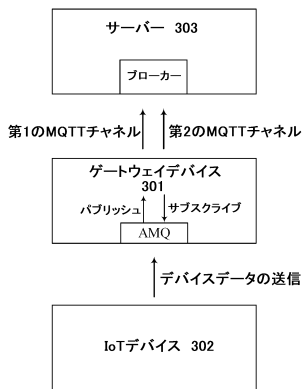 サーバー 303
ブローカー
第1のMQTTチャネル
第2のMQTTチャネル
ゲートウェイデバイス
301
パブリッシュ
サブスクライブ
AMQ
デバイスデータの送信
IoTデバイス 302